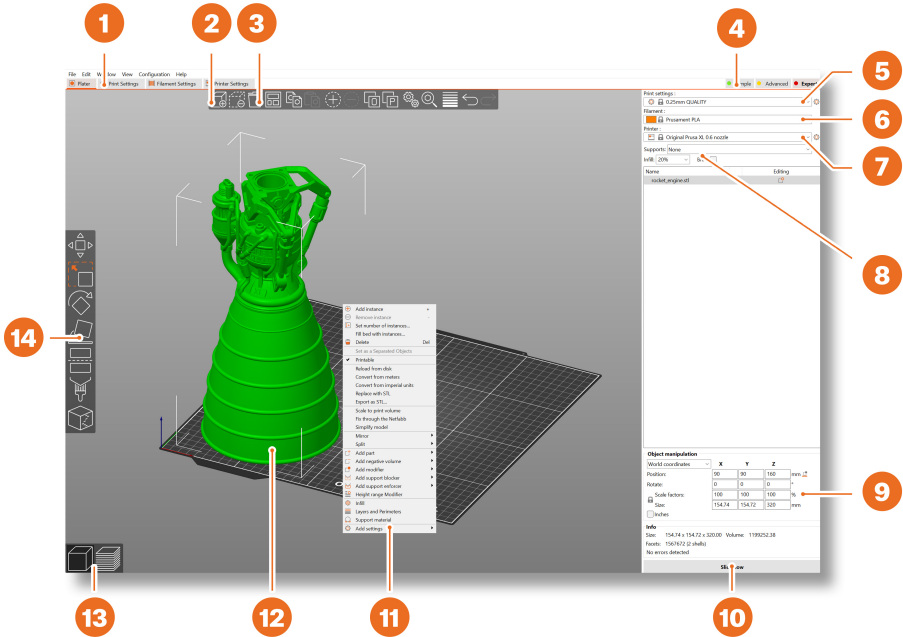 1
2
3
4
5
6
7
8
9
10
11
12
13
14
File Edit Window View Configuration Help
Plater Print Settings Filament Settings Printer Settings
Advanced Expert
Print settings :
0.25mm QUALITY
Filament :
Prusament PLA
Printer :
Original Prusa XL 0.6 nozzle
Supports: None
Infill: 20%
Name Editing
rocket_engine.stl
Add instance +
Remove instance -
Set number of instances...
Fill bed with instances...
Delete Del
Set as a Separated Objects
Printable
Reload from disk
Convert from meters
Convert from imperial units
Replace with STL
Export as STL...
Scale to print volume
Fix through the Netfabb
Simplify model
Mirror
Split
Add part
Add negative volume
Add modifier
Add support blocker
Add support enforcer
Height range Modifier
Infill
Layers and Perimeters
Support material
Add settings
Object manipulation
World coordinates X Y Z
Position: 90 90 160 mm
Rotate: 0 0 0 °
Scale factors: 100 100 100 %
Size: 154.74 154.72 320 mm
Inches
Info
Size: 154.74 x 154.72 x 320.00 Volume: 1199252.38
Facets: 1567672 (2 shells)
No errors detected